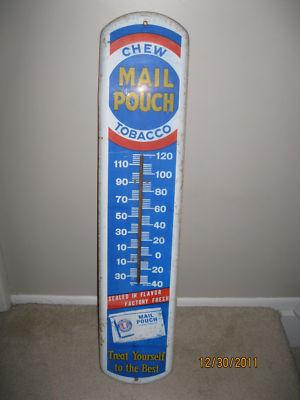 CHEW
MAIL
POUCH
TOBACCO
120
110
100
90
80
70
60
50
40
30
20
10
0
10
20
30
40
SEALED IN FLAVOR
FACTORY FRESH
MAIL
POUCH
Treat Yourself
to the Best
12/30/2011